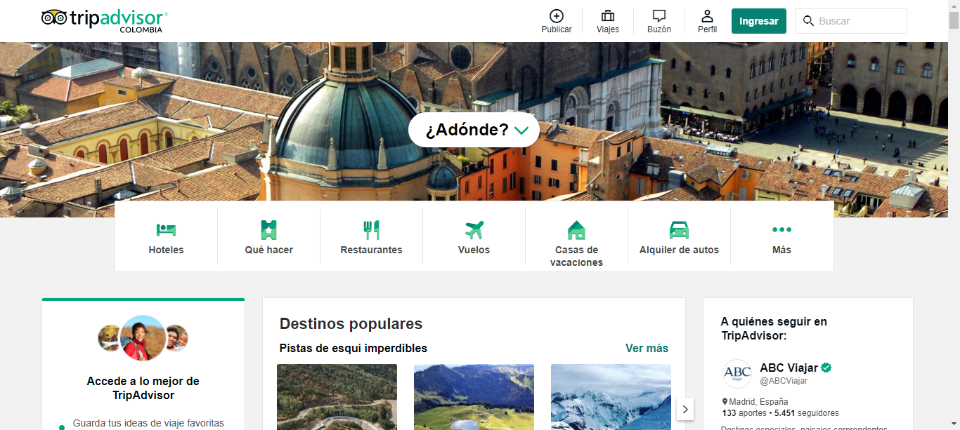 tripadvisor®
COLOMBIA
Publicar
Viajes
Buzón
Perfil
Ingresar
Buscar
¿Adónde?
Hoteles
Qué hacer
Restaurantes
Vuelos
Casas de
vacaciones
Alquiler de autos
Más
Accede a lo mejor de
TripAdvisor
Guarda tus ideas de viaje favoritas
Destinos populares
Pistas de esqui imperdibles
Ver más
A quiénes seguir en
TripAdvisor:
ABC
ABC Viajar
@ABCViajar
Madrid, España
133 aportes • 5.451 seguidores
Destinos especiales, paisajes sorprendentes